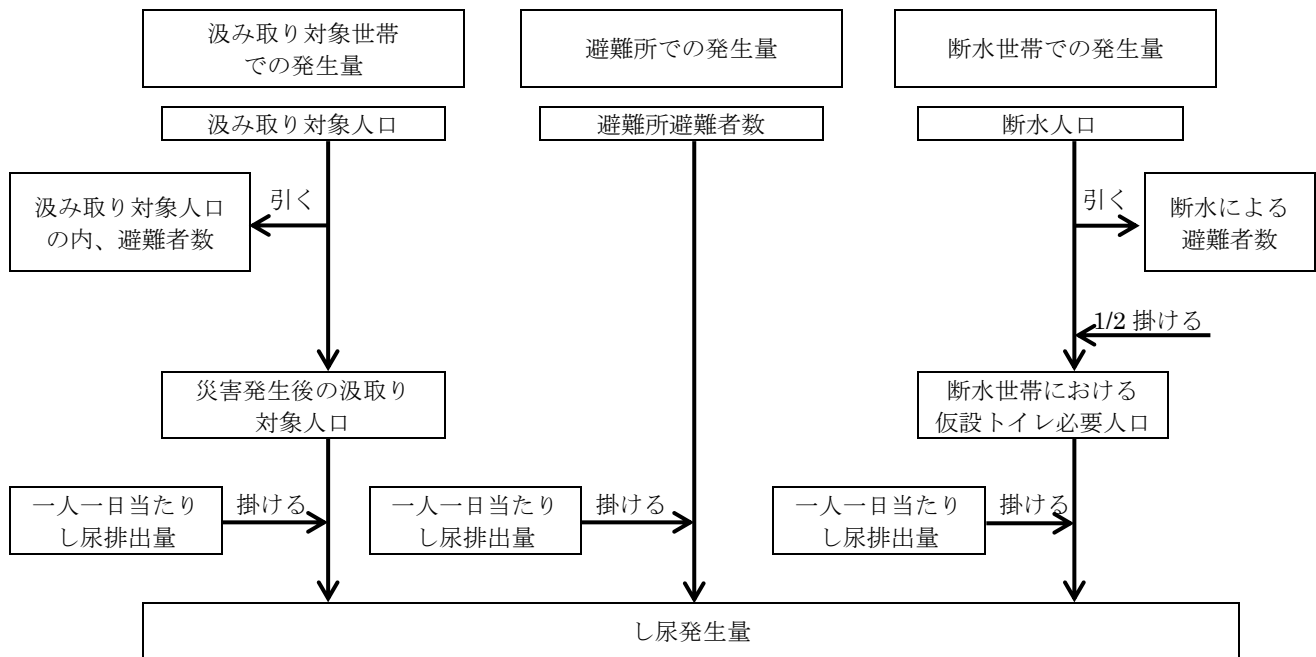 汲み取り対象世帯
での発生量
避難所での発生量
断水世帯での発生量
汲み取り対象人口
避難所避難者数
断水人口
引く
汲み取り対象人口
の内、避難者数
引く
断水による
避難者数
1/2 掛ける
災害発生後の汲取り
対象人口
断水世帯における
仮設トイレ必要人口
一人一日当たり
し尿排出量
掛ける
一人一日当たり
し尿排出量
掛ける
一人一日当たり
し尿排出量
掛ける
し尿発生量